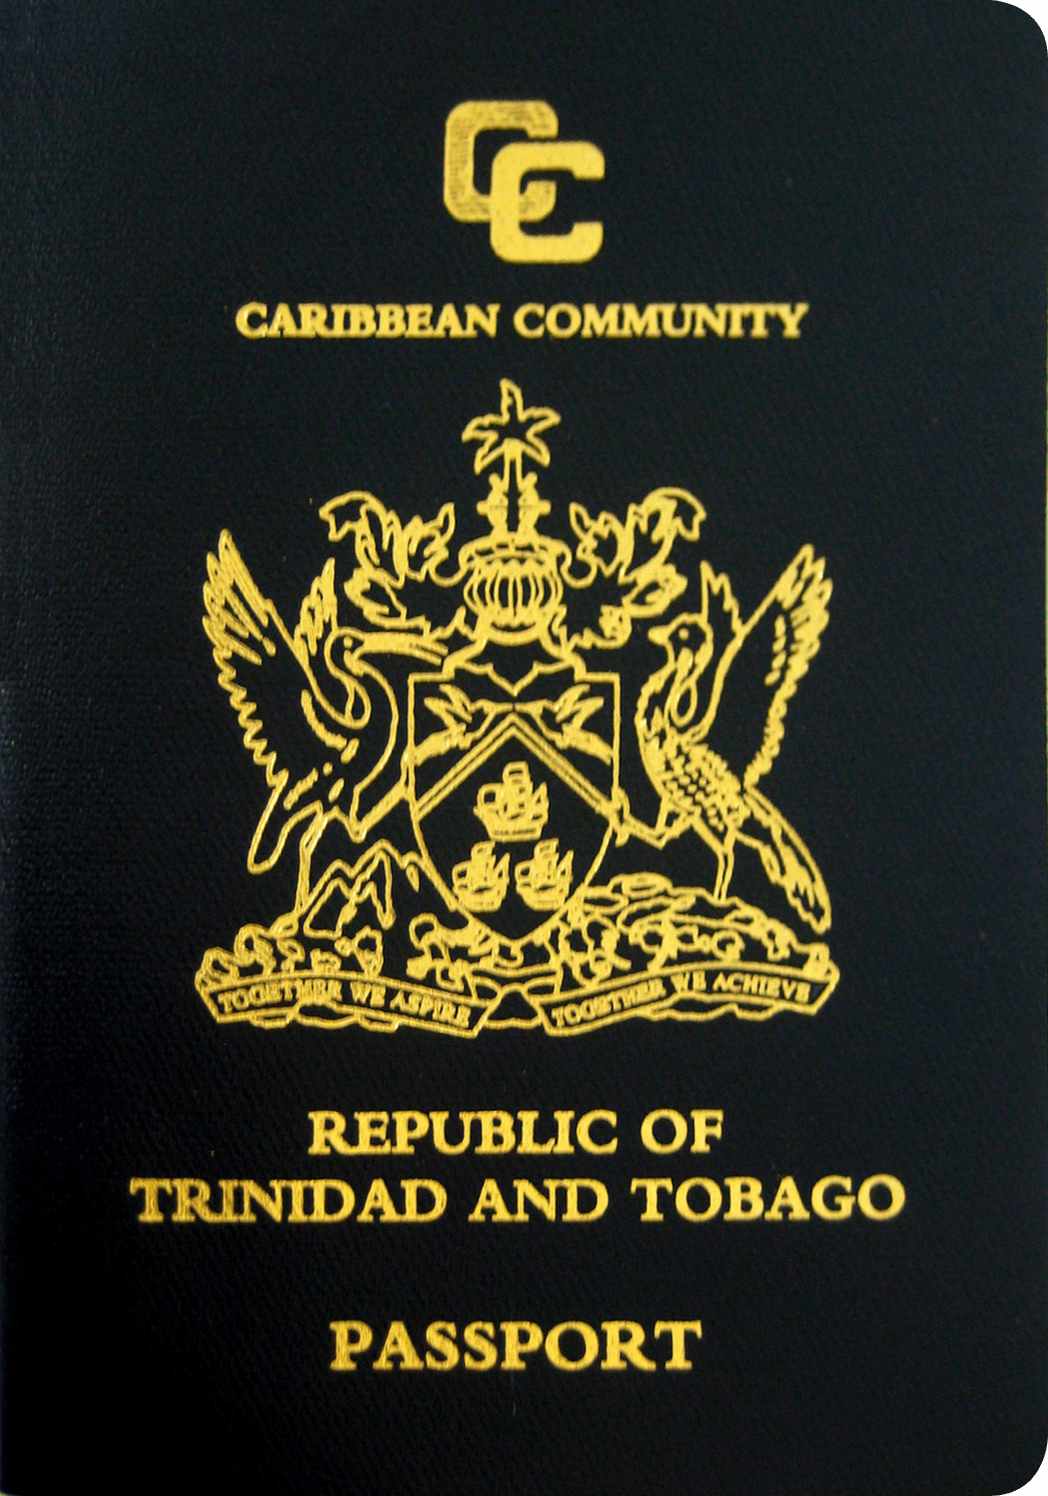 CC
CARIBBEAN COMMUNITY
TOGETHER WE ASPIRE
TOGETHER WE ACHIEVE
REPUBLIC OF
TRINIDAD AND TOBAGO
PASSPORT